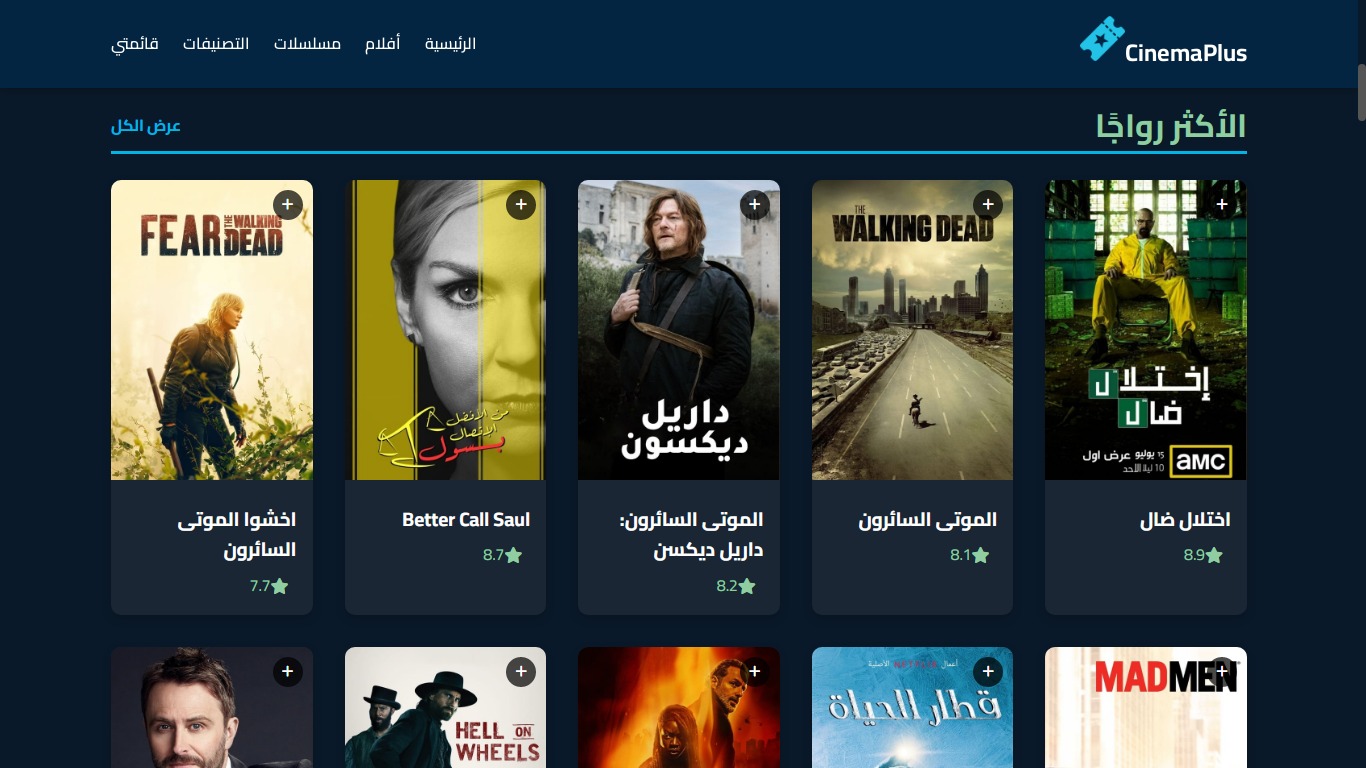 CinemaPlus
الرئيسية
أفلام
مسلسلات
التصنيفات
قائمتي
الأكثر رواجًا
عرض الكل
+
إختلال
ضال
15 يوليو عرض اول
10 ليلا الأحد
aMC
اختلال ضال
8.9
+
THE
WALKING DEAD
الموتى السائرون
8.1
+
داريل
ديكسون
الموتى السائرون:
داريل ديكسن
8.2
+
من الأفضل
الإتصال
بسول
Better Call Saul
8.7
+
FEAR THE WALKING DEAD
اخشوا الموتى
السائرون
7.7
+
MADMEN
+
أعمال NETFLIX الأصلية
قطار الحياة
+
+
HELL ON
WHEELS
+